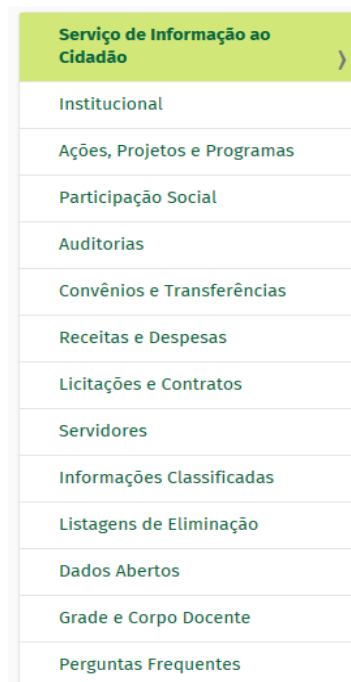 Serviço de Informação ao
Cidadão
Institucional
Ações, Projetos e Programas
Participação Social
Auditorias
Convênios e Transferências
Receitas e Despesas
Licitações e Contratos
Servidores
Informações Classificadas
Listagens de Eliminação
Dados Abertos
Grade e Corpo Docente
Perguntas Frequentes